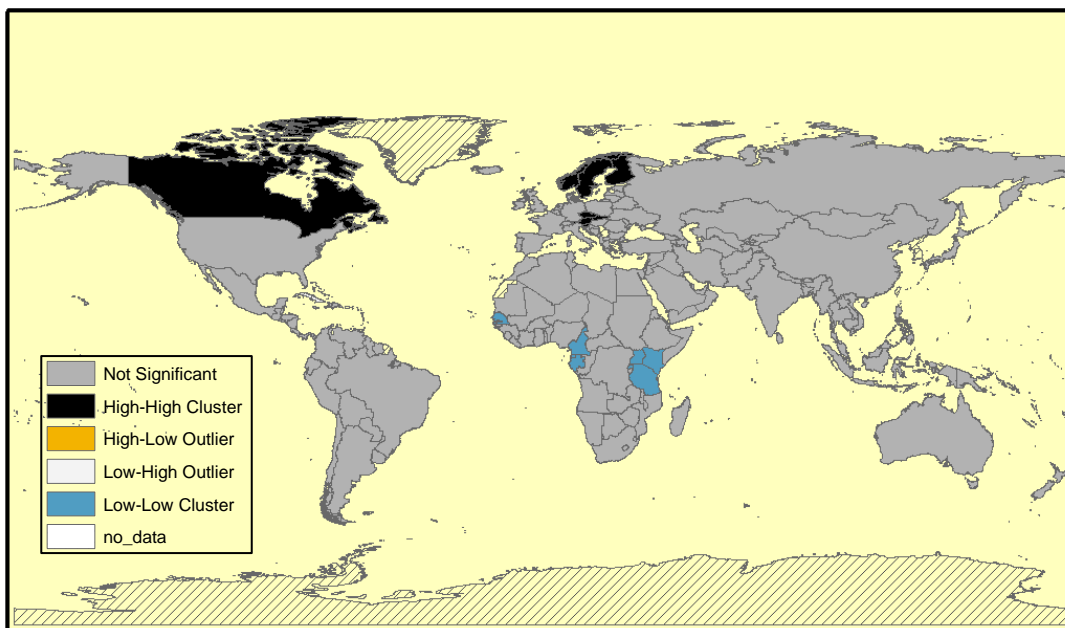 Not Significant
High-High Cluster
High-Low Outlier
Low-High Outlier
Low-Low Cluster
no_data